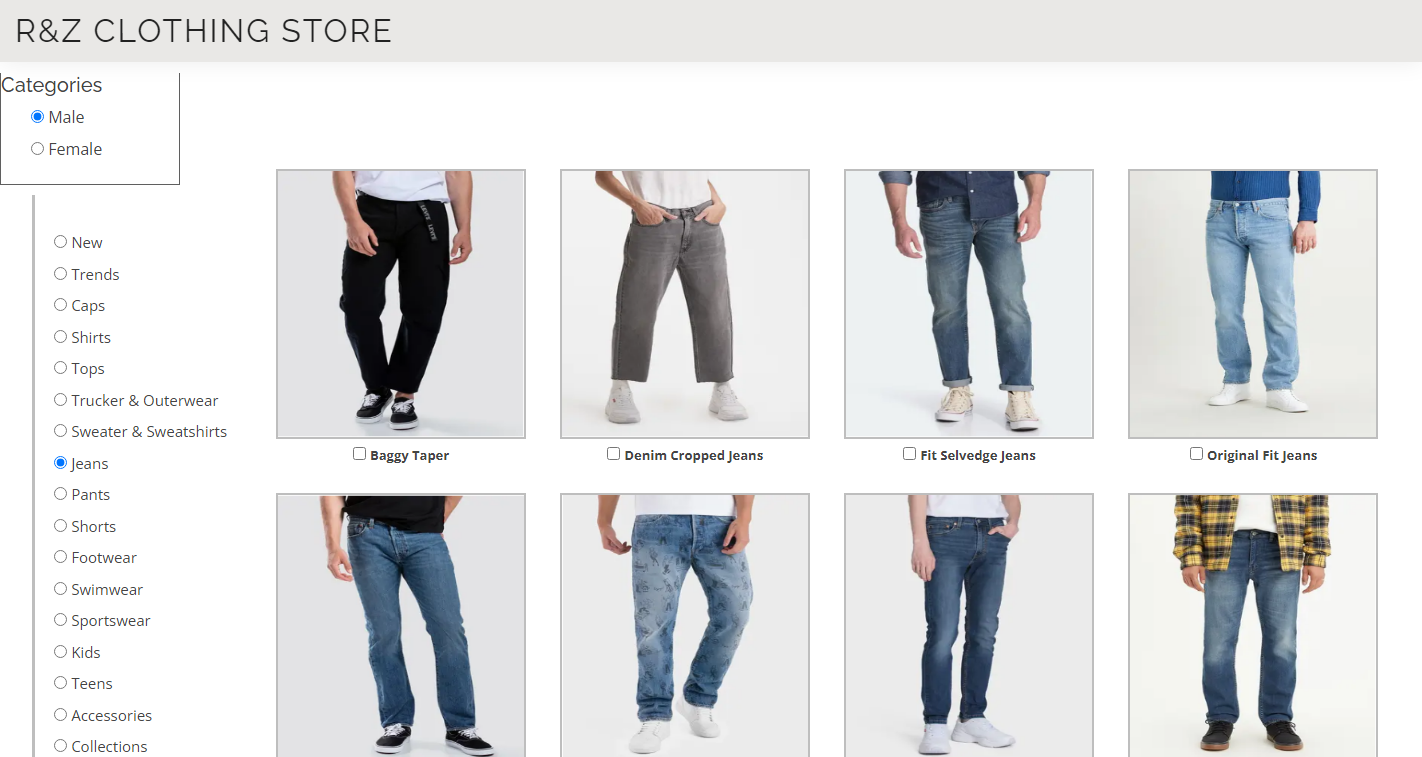 R&Z CLOTHING STORE
Categories
Male
Female
New
Trends
Caps
Shirts
Tops
Trucker & Outerwear
Sweater & Sweatshirts
Jeans
Pants
Shorts
Footwear
Swimwear
Sportswear
Kids
Teens
Accessories
Collections
LEVI'S LEVI'S
Baggy Taper
Denim Cropped Jeans
Fit Selvedge Jeans
Original Fit Jeans